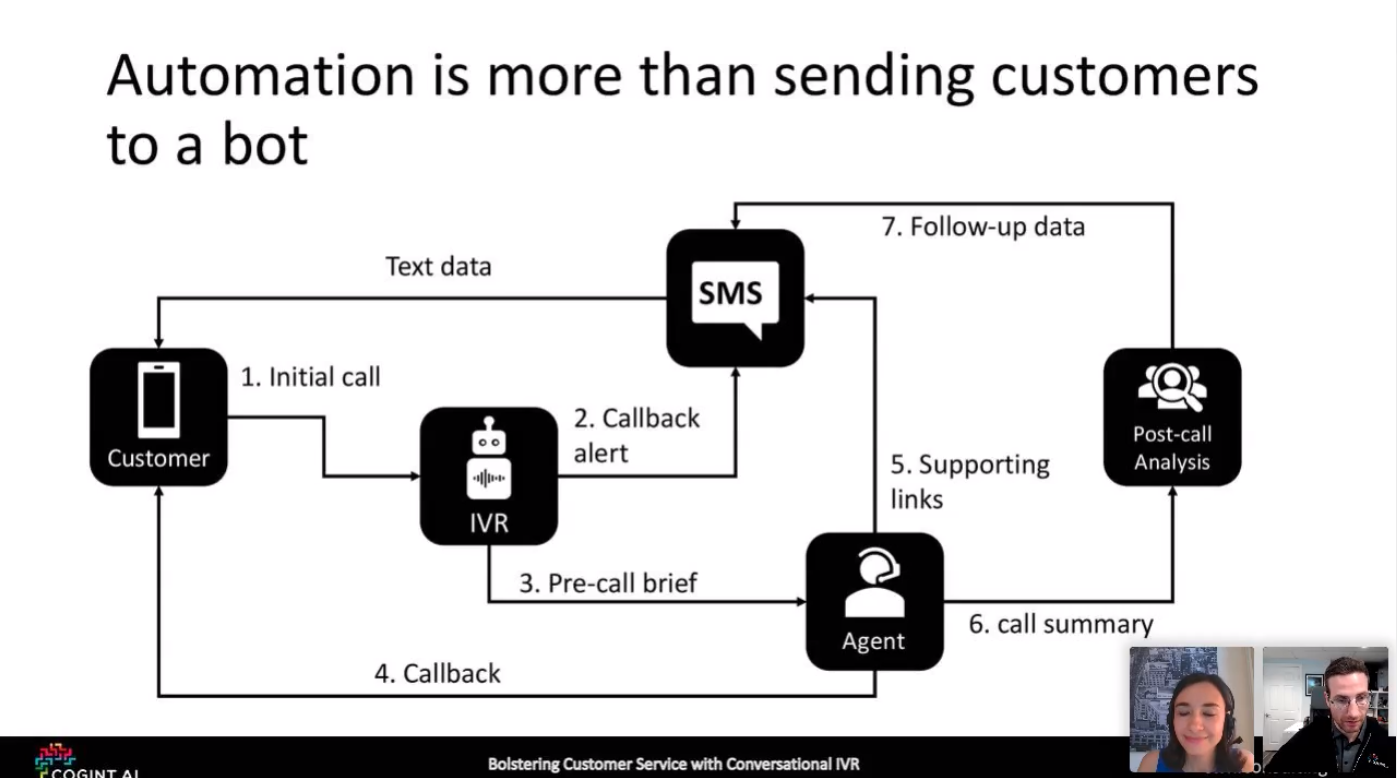 Automation is more than sending customers
to a bot
7. Follow-up data
Text data
SMS
1. Initial call
2. Callback
alert
Customer
Post-call
Analysis
5. Supporting
links
IVR
3. Pre-call brief
Agent
6. call summary
4. Callback
COGINT.AI
Bolstering Customer Service with Conversational IVR